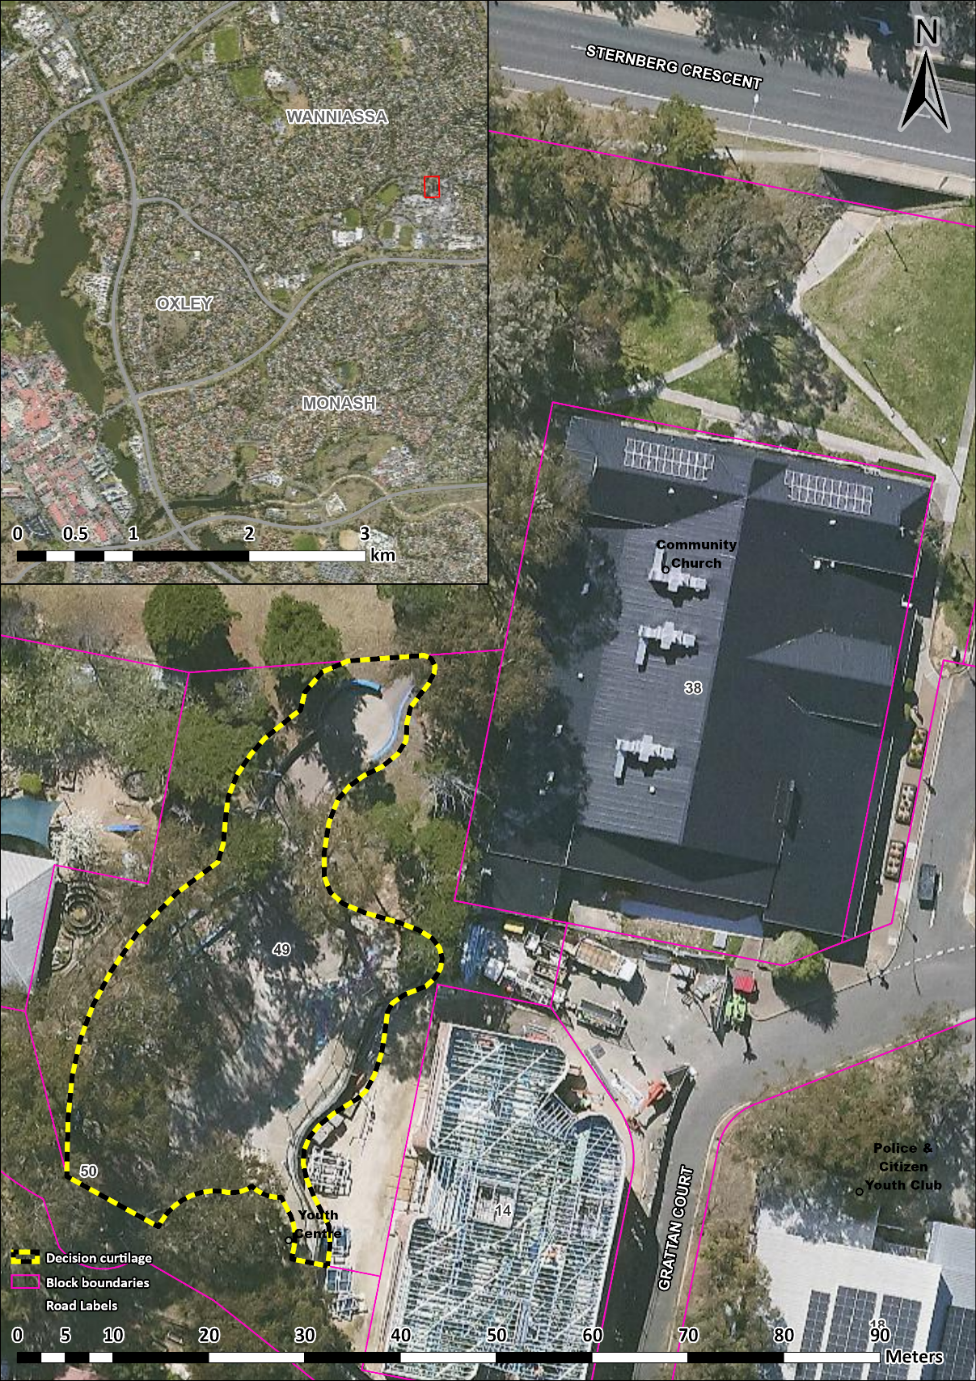 N
STERNBERG CRESCENT
WANNIASSA
OXLEY
MONASH
0 0.5 1 2 3
km
Community
Church
38
49
50
14
Police &
Citizen
Youth Club
Youth
Centre
GRATTAN COURT
18
Decision curtilage
Block boundaries
Road Labels
0 5 10 20 30 40 50 60 70 80 90
Meters